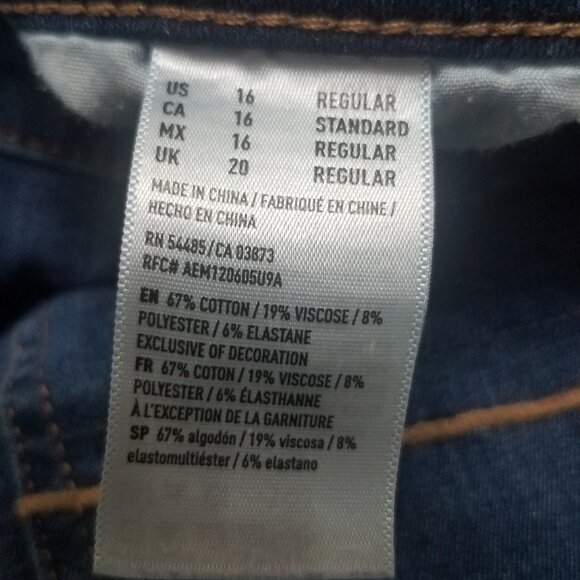 US 16 REGULAR
CA 16 STANDARD
MX 16 REGULAR
UK 20 REGULAR
MADE IN CHINA / FABRIQUÉ EN CHINE /
HECHO EN CHINA
RN 54485/CA 03873
RFC# AEM120605U9A
EN 67% COTTON / 19% VISCOSE / 8%
POLYESTER / 6% ELASTANE
EXCLUSIVE OF DECORATION
FR 67% COTON / 19% VISCOSE / 8%
POLYESTER / 6% ÉLASTHANNE
À L'EXCEPTION DE LA GARNITURE
SP 67% algodón / 19% viscosa / 8%
elastomultiéster / 6% elastano